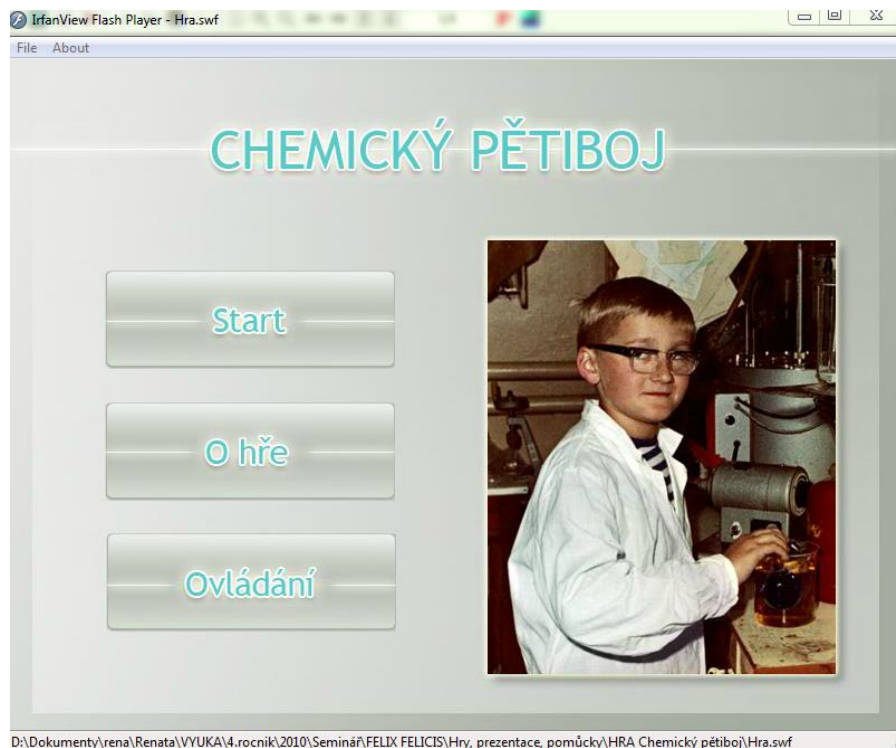 IrfanView Flash Player - Hra.swf
File About
CHEMICKÝ PĚTIBOJ
Start
O hře
Ovládání
D:\Dokumenty\rena\Renata\VYUKA\4.rocnik\2010\Seminář\FELIX FELICIS\Hry, prezentace, pomůcky\HRA Chemický pětiboj\Hra.swf